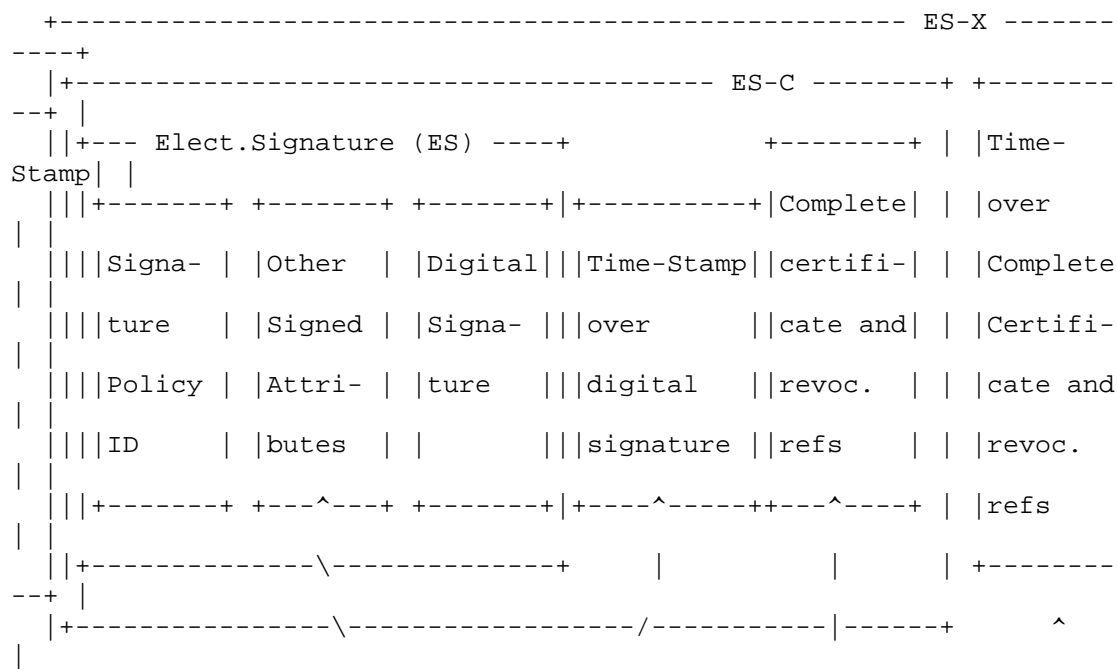 +----------------------------------------------------- ES-X -------
----+
|+---------------------------------------- ES-C --------+ +--------
--+ |
||+--- Elect.Signature (ES) ----+            +--------+ | |Time-
Stamp| |
|||+-------+ +-------+ +-------+|+----------+|Complete| | |over
| |
||||Signa- | |Other  | |Digital|||Time-Stamp||certifi-| | |Complete
| |
||||ture   | |Signed | |Signa- |||over      ||cate and| | |Certifi-
| |
||||Policy | |Attri- | |ture   |||digital   ||revoc.  | | |cate and
| |
||||ID     | |butes  | |       |||signature ||refs    | | |revoc.
| |
|||+-------+ +---^---+ +-------+|+----^-----++---^----+ | |refs
| |
||+--------------\--------------+     |          |      | +--------
--+ |
|+----------------\------------------/-----------|------+      ^
|